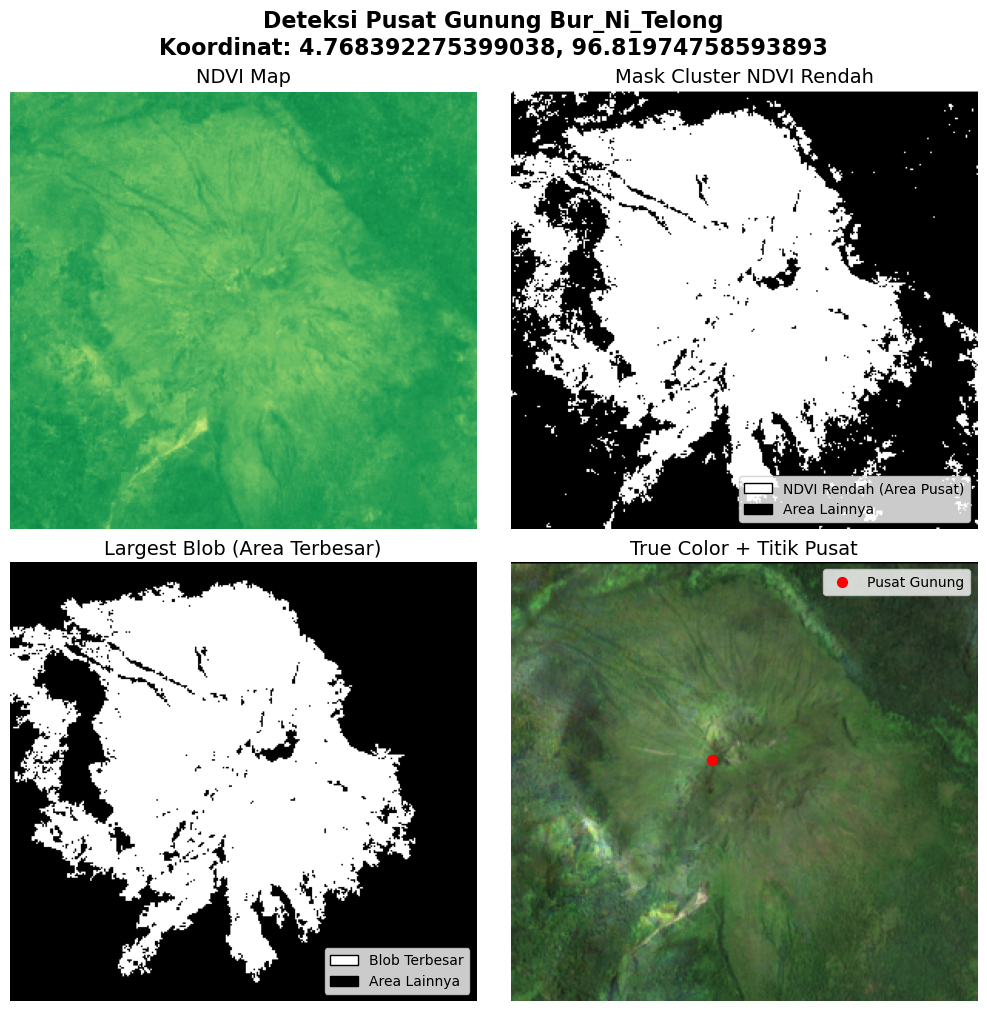 Deteksi Pusat Gunung Bur_Ni_Telong
Koordinat: 4.768392275399038, 96.81974758593893
NDVI Map
Mask Cluster NDVI Rendah
NDVI Rendah (Area Pusat)
Area Lainnya
Largest Blob (Area Terbesar)
True Color + Titik Pusat
Pusat Gunung
Blob Terbesar
Area Lainnya